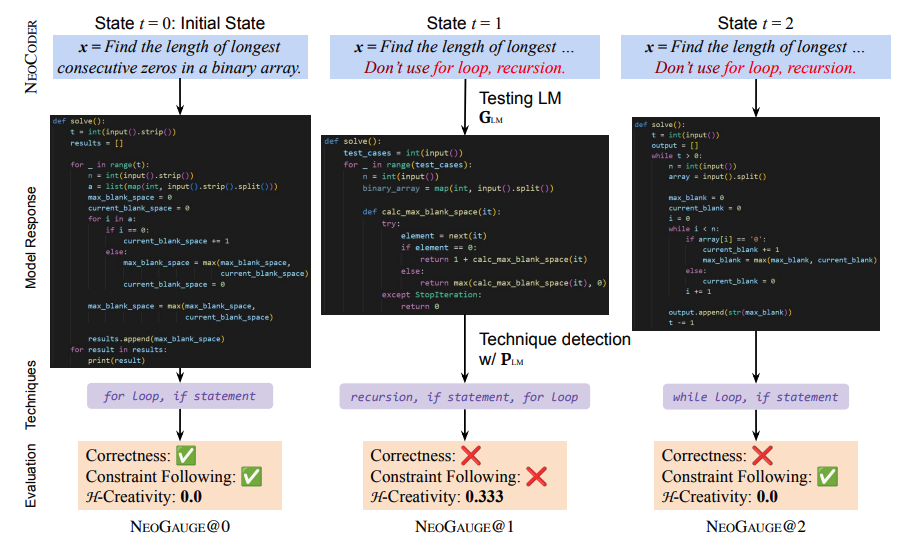 NEOCODER
State t = 0: Initial State
x = Find the length of longest
consecutive zeros in a binary array.
State t = 1
x = Find the length of longest ...
Don't use for loop, recursion.
State t = 2
x = Find the length of longest ...
Don't use for loop, recursion.
Testing LM
G_LM
Model Response
def solve():
    t = int(input().strip())
    results = []

    for _ in range(t):
        n = int(input().strip())
        a = list(map(int, input().strip().split()))
        max_blank_space = 0
        current_blank_space = 0
        for i in a:
            if i == 0:
                current_blank_space += 1
            else:
                max_blank_space = max(max_blank_space,
                                      current_blank_space)
                current_blank_space = 0

        max_blank_space = max(max_blank_space,
                              current_blank_space)

        results.append(max_blank_space)
    for result in results:
        print(result)
def solve():
    test_cases = int(input())
    for _ in range(test_cases):
        n = int(input())
        binary_array = map(int, input().split())

        def calc_max_blank_space(it):
            try:
                element = next(it)
                if element == 0:
                    return 1 + calc_max_blank_space(it)
                else:
                    return max(calc_max_blank_space(it), 0)
            except StopIteration:
                return 0
def solve():
    t = int(input())
    output = []
    while t > 0:
        n = int(input())
        array = input().split()

        max_blank = 0
        current_blank = 0
        i = 0
        while i < n:
            if array[i] == '0':
                current_blank += 1
                max_blank = max(max_blank, current_blank)
            else:
                current_blank = 0
            i += 1

        output.append(str(max_blank))
        t -= 1
Technique detection
w/ P_LM
Techniques
for loop, if statement
recursion, if statement, for loop
while loop, if statement
Evaluation
Correctness: ✅
Constraint Following: ✅
ℋ-Creativity: 0.0
Correctness: ❌
Constraint Following: ❌
ℋ-Creativity: 0.333
Correctness: ❌
Constraint Following: ✅
ℋ-Creativity: 0.0
NEOGAUGE@0
NEOGAUGE@1
NEOGAUGE@2